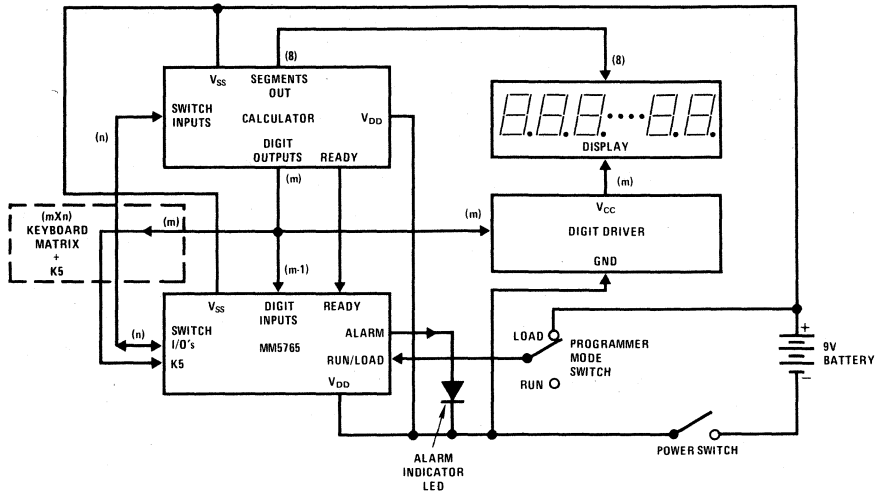 (8)
(8)
VSS
SEGMENTS
OUT
SWITCH
INPUTS
CALCULATOR
VDD
DIGIT
OUTPUTS
READY
(n)
DISPLAY
(m)
(m)
(mXn)
KEYBOARD
MATRIX
+
K5
(m)
(m)
VCC
DIGIT DRIVER
GND
(m-1)
VSS
DIGIT
INPUTS
READY
SWITCH
I/O's
(n)
K5
MM5765
ALARM
RUN/LOAD
VDD
LOAD
RUN
PROGRAMMER
MODE
SWITCH
+
9V
BATTERY
−
ALARM
INDICATOR
LED
POWER SWITCH